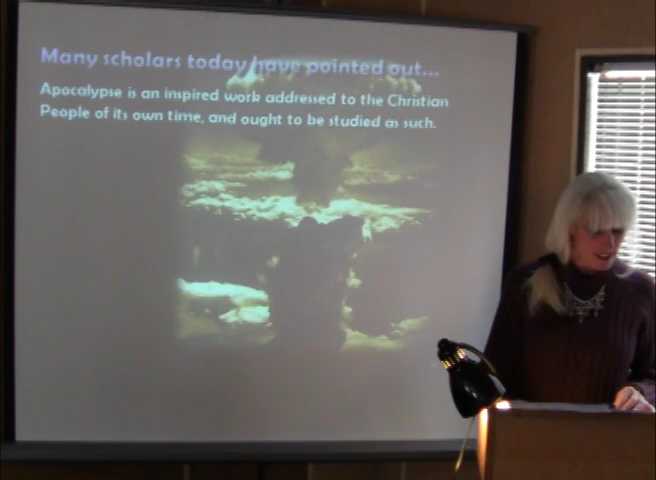 Many scholars today have pointed out...
Apocalypse is an inspired work addressed to the Christian
People of its own time, and ought to be studied as such.